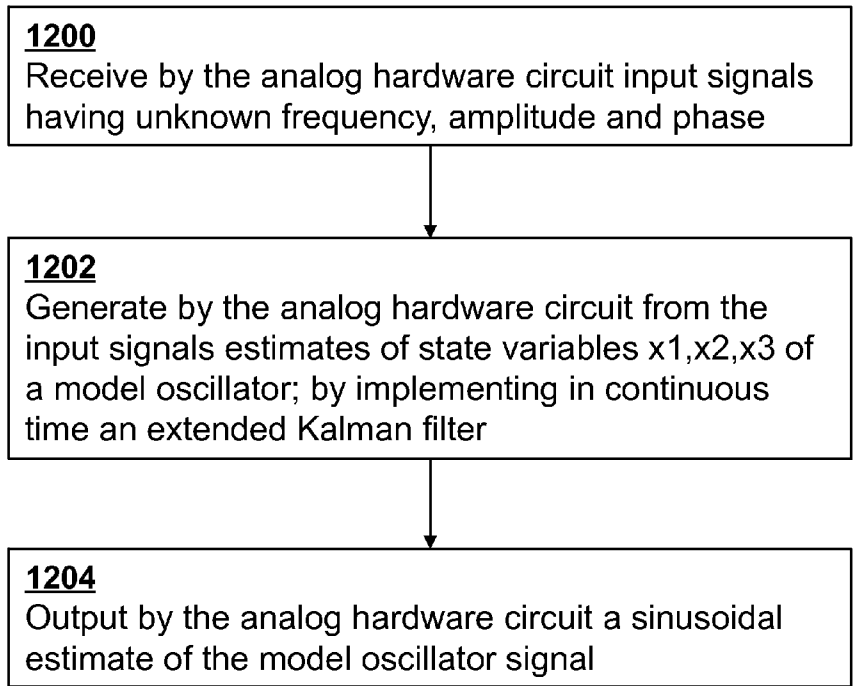 1200
Receive by the analog hardware circuit input signals
having unknown frequency, amplitude and phase
1202
Generate by the analog hardware circuit from the
input signals estimates of state variables x1,x2,x3 of
a model oscillator; by implementing in continuous
time an extended Kalman filter
1204
Output by the analog hardware circuit a sinusoidal
estimate of the model oscillator signal